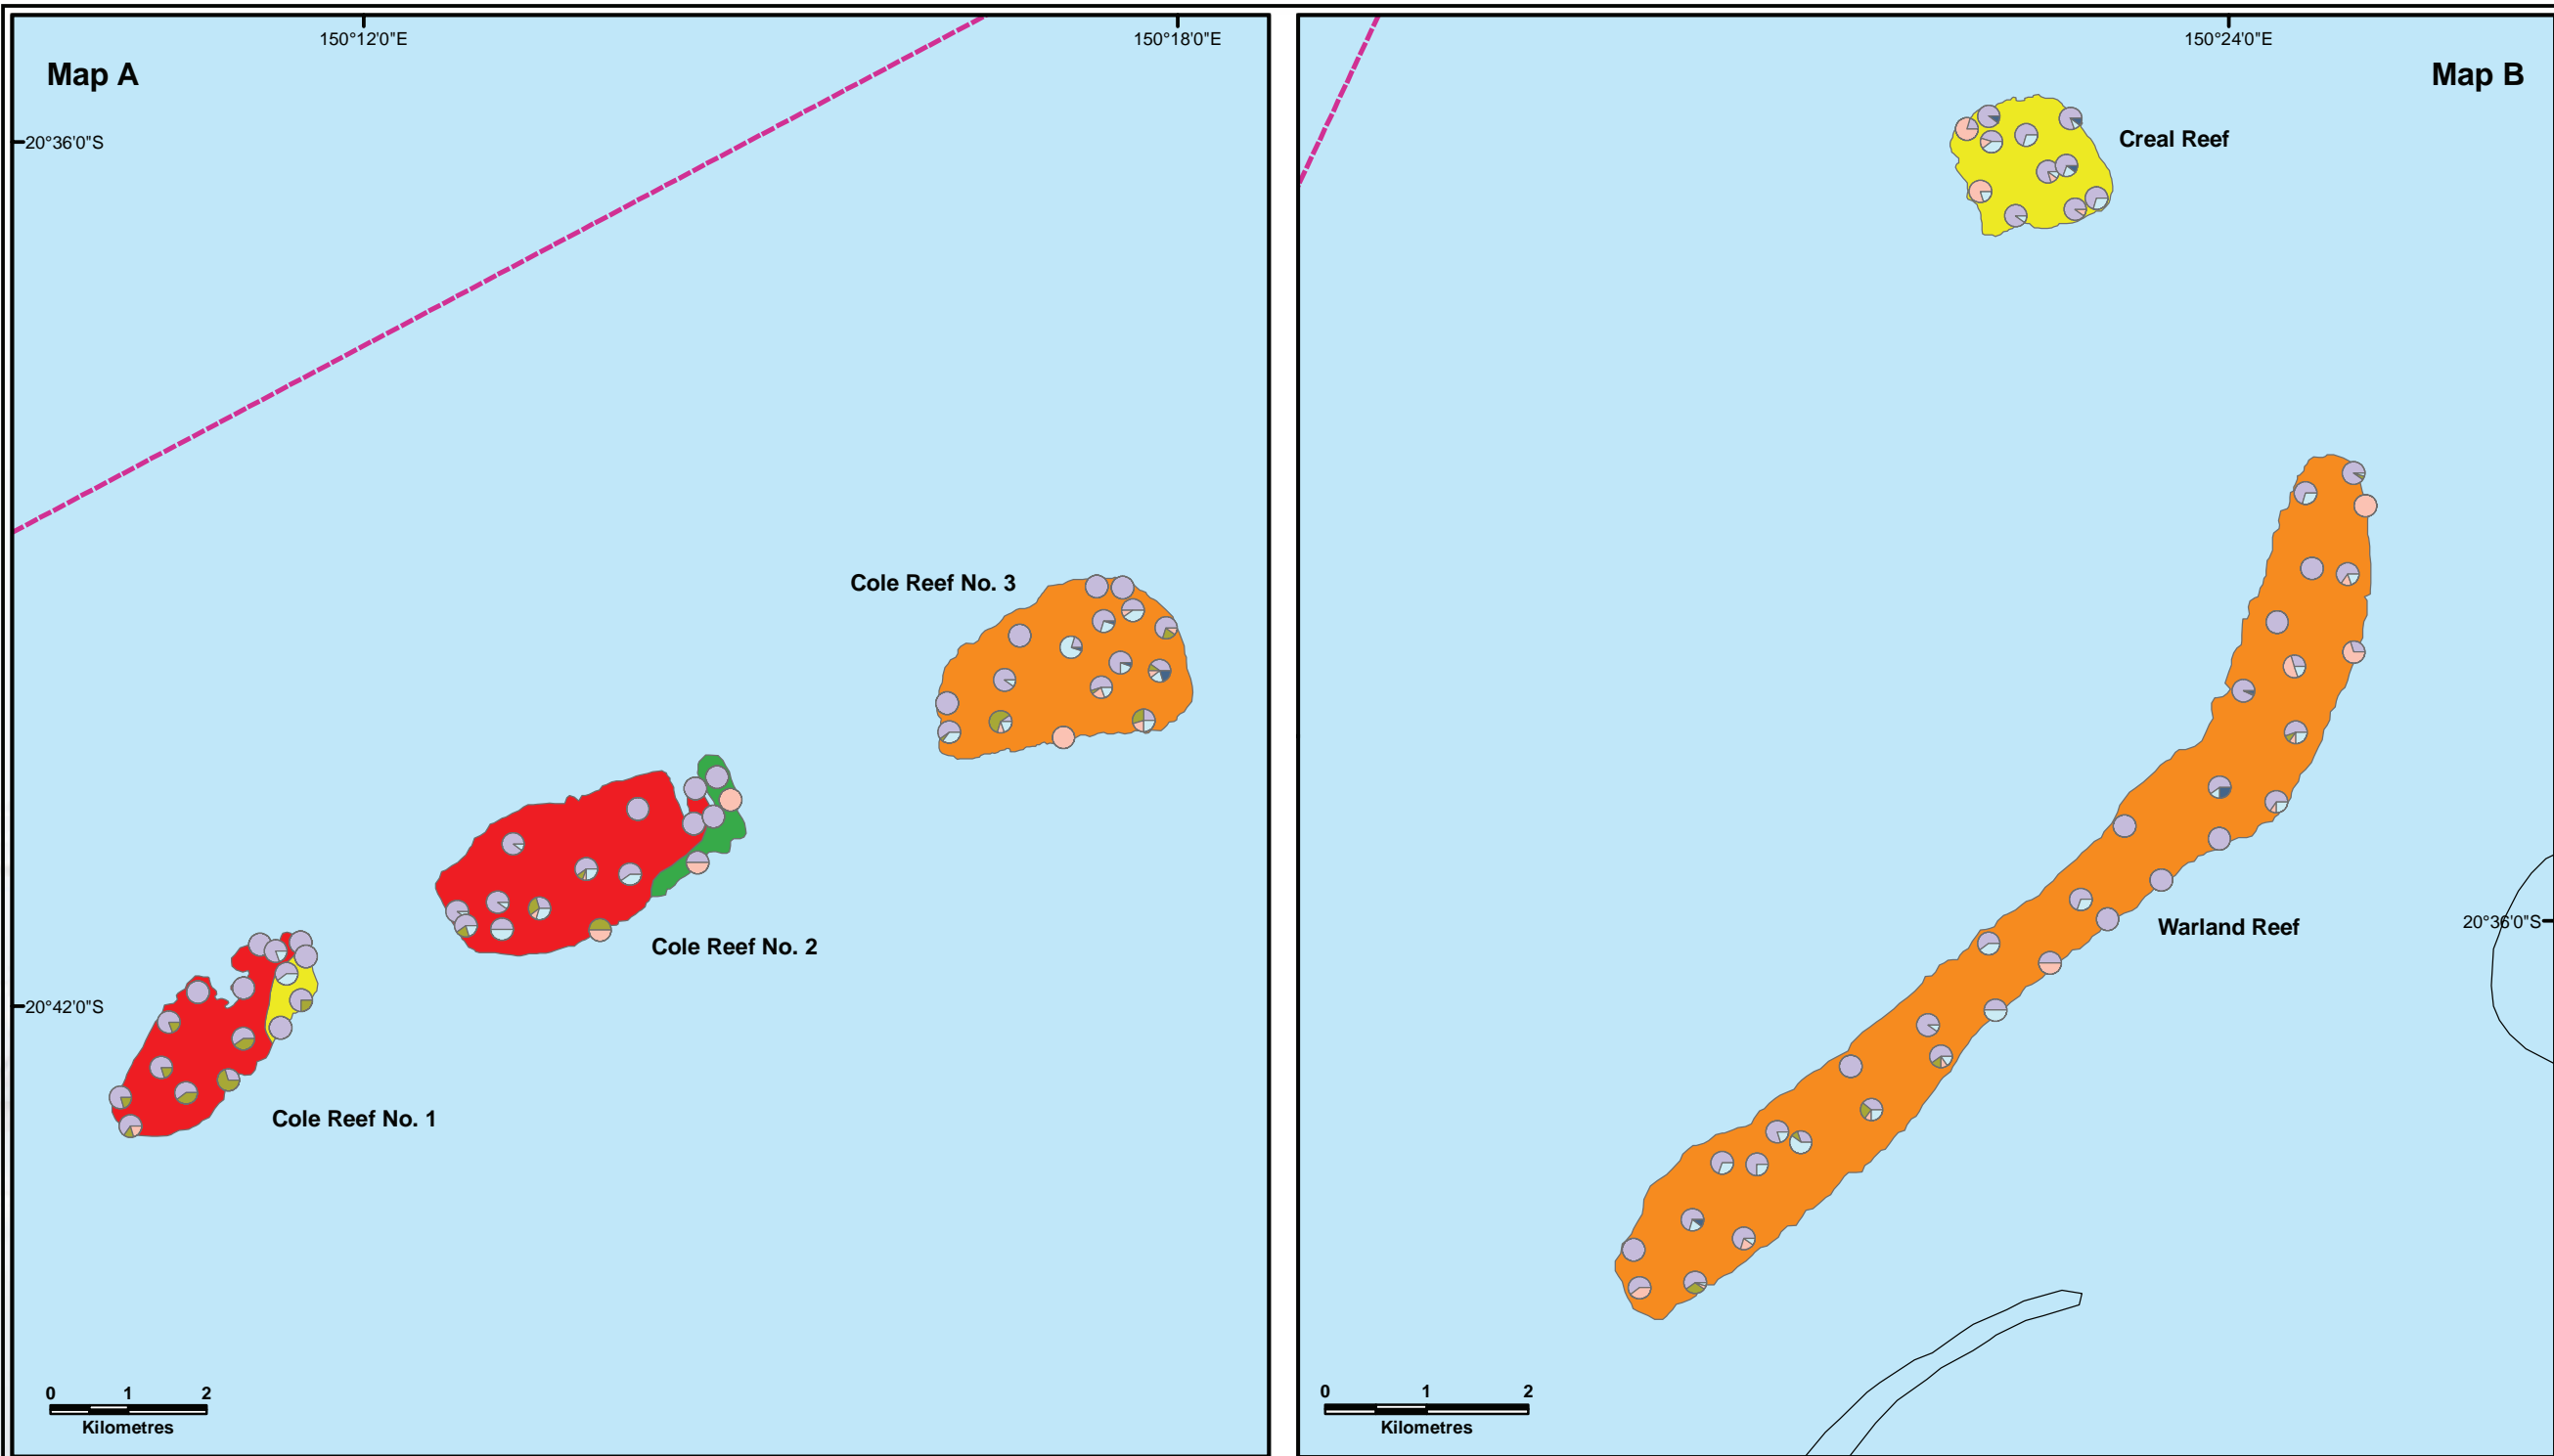 150°12'0"E
150°18'0"E
Map A
20°36'0"S
Cole Reef No. 3
Cole Reef No. 2
20°42'0"S
Cole Reef No. 1
0 1 2
Kilometres
150°24'0"E
Map B
Creal Reef
Warland Reef
20°36'0"S
0 1 2
Kilometres